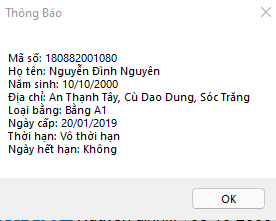 Thông Báo
Mã số: 180882001080
Họ tên: Nguyễn Đình Nguyên
Năm sinh: 10/10/2000
Địa chỉ: An Thạnh Tây, Cù Dao Dung, Sóc Trăng
Loại bằng: Bằng A1
Ngày cấp: 20/01/2019
Thời hạn: Vô thời hạn
Ngày hết hạn: Không
OK